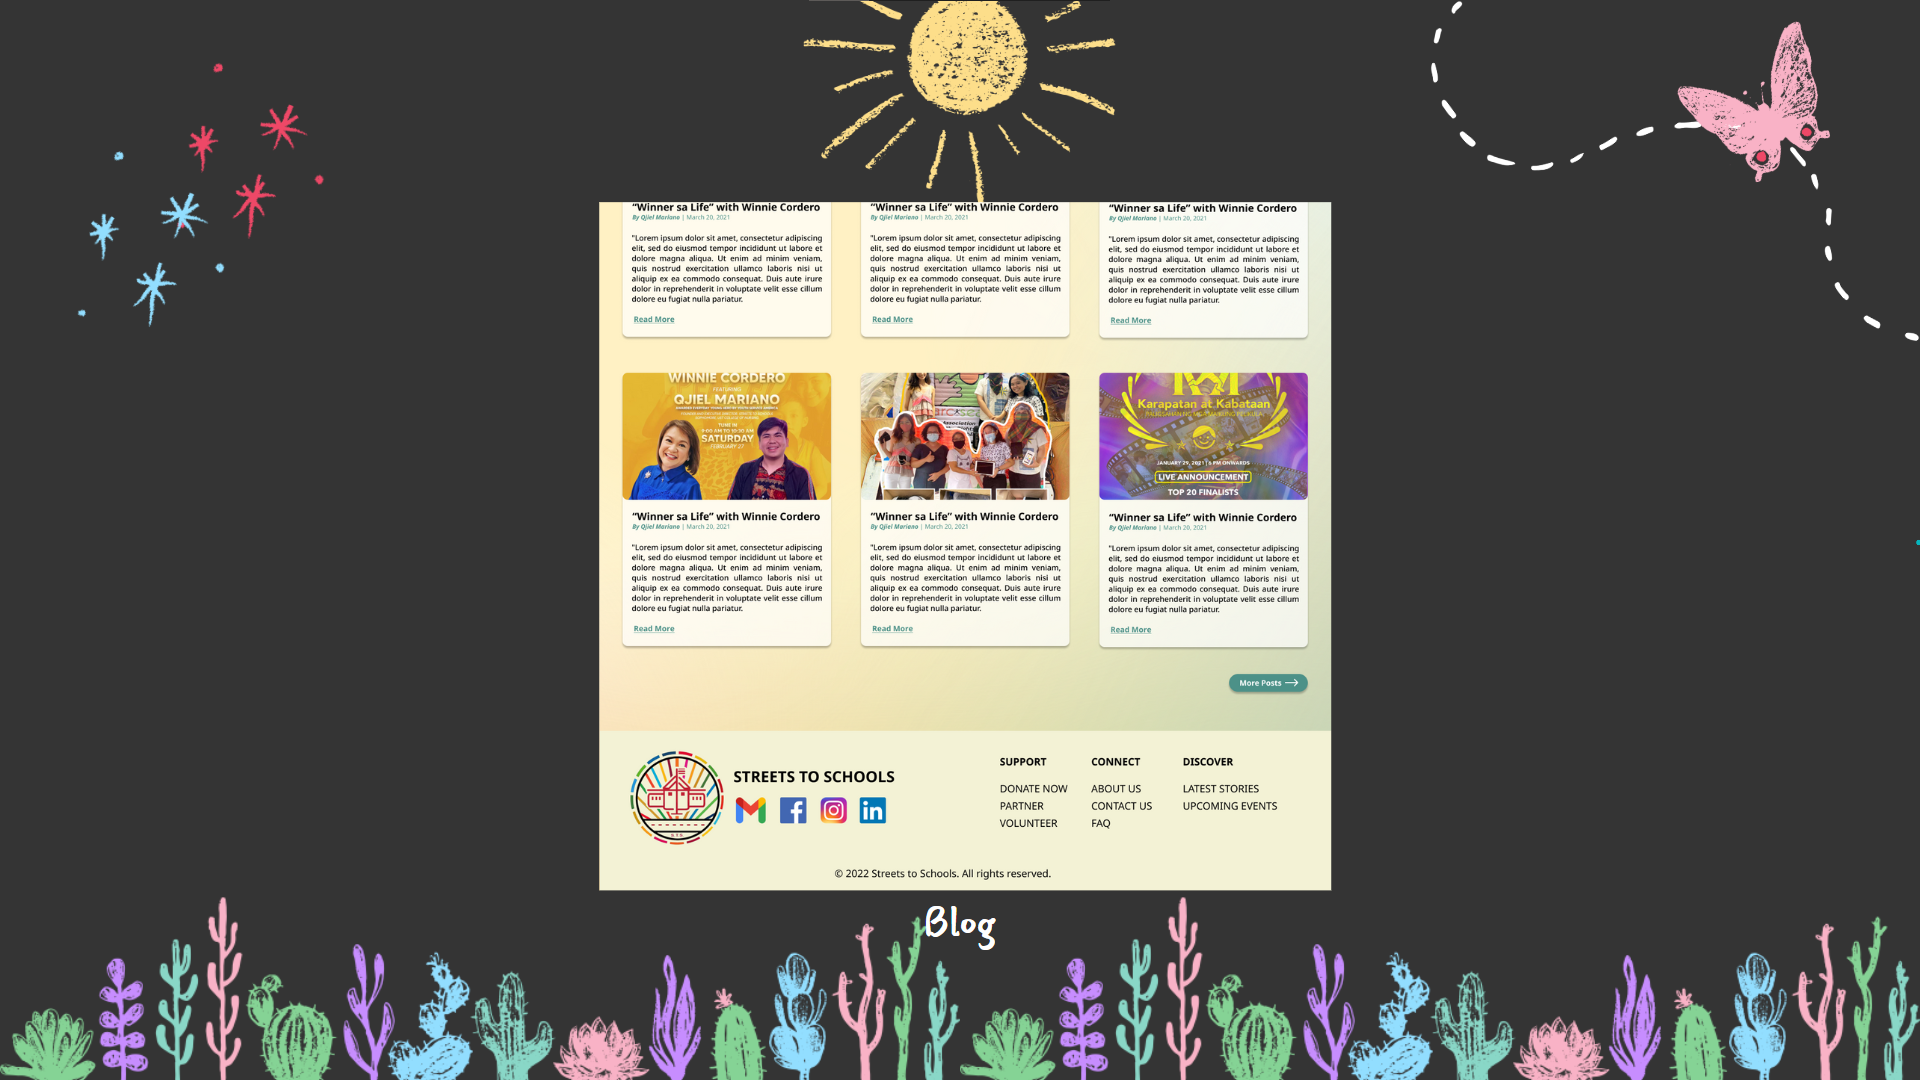 “Winner sa Life” with Winnie Cordero
By Qjiel Mariano | March 20, 2021
"Lorem ipsum dolor sit amet, consectetur adipiscing
elit, sed do eiusmod tempor incididunt ut labore et
dolore magna aliqua. Ut enim ad minim veniam,
quis nostrud exercitation ullamco laboris nisi ut
aliquip ex ea commodo consequat. Duis aute irure
dolor in reprehenderit in voluptate velit esse cillum
dolore eu fugiat nulla pariatur.
Read More
“Winner sa Life” with Winnie Cordero
By Qjiel Mariano | March 20, 2021
"Lorem ipsum dolor sit amet, consectetur adipiscing
elit, sed do eiusmod tempor incididunt ut labore et
dolore magna aliqua. Ut enim ad minim veniam,
quis nostrud exercitation ullamco laboris nisi ut
aliquip ex ea commodo consequat. Duis aute irure
dolor in reprehenderit in voluptate velit esse cillum
dolore eu fugiat nulla pariatur.
Read More
“Winner sa Life” with Winnie Cordero
By Qjiel Mariano | March 20, 2021
"Lorem ipsum dolor sit amet, consectetur adipiscing
elit, sed do eiusmod tempor incididunt ut labore et
dolore magna aliqua. Ut enim ad minim veniam,
quis nostrud exercitation ullamco laboris nisi ut
aliquip ex ea commodo consequat. Duis aute irure
dolor in reprehenderit in voluptate velit esse cillum
dolore eu fugiat nulla pariatur.
Read More
WINNIE CORDERO
FEATURING
QJIEL MARIANO
TUNE IN
9:00 AM TO 10:30 AM
SATURDAY
FEBRUARY 27
“Winner sa Life” with Winnie Cordero
By Qjiel Mariano | March 20, 2021
"Lorem ipsum dolor sit amet, consectetur adipiscing
elit, sed do eiusmod tempor incididunt ut labore et
dolore magna aliqua. Ut enim ad minim veniam,
quis nostrud exercitation ullamco laboris nisi ut
aliquip ex ea commodo consequat. Duis aute irure
dolor in reprehenderit in voluptate velit esse cillum
dolore eu fugiat nulla pariatur.
Read More
Association
“Winner sa Life” with Winnie Cordero
By Qjiel Mariano | March 20, 2021
"Lorem ipsum dolor sit amet, consectetur adipiscing
elit, sed do eiusmod tempor incididunt ut labore et
dolore magna aliqua. Ut enim ad minim veniam,
quis nostrud exercitation ullamco laboris nisi ut
aliquip ex ea commodo consequat. Duis aute irure
dolor in reprehenderit in voluptate velit esse cillum
dolore eu fugiat nulla pariatur.
Read More
Karapatan at Kabataan
JANUARY 29, 2021 | 6 PM ONWARDS
LIVE ANNOUNCEMENT
TOP 20 FINALISTS
“Winner sa Life” with Winnie Cordero
By Qjiel Mariano | March 20, 2021
"Lorem ipsum dolor sit amet, consectetur adipiscing
elit, sed do eiusmod tempor incididunt ut labore et
dolore magna aliqua. Ut enim ad minim veniam,
quis nostrud exercitation ullamco laboris nisi ut
aliquip ex ea commodo consequat. Duis aute irure
dolor in reprehenderit in voluptate velit esse cillum
dolore eu fugiat nulla pariatur.
Read More
More Posts
STREETS TO SCHOOLS
in
SUPPORT
DONATE NOW
PARTNER
VOLUNTEER
CONNECT
ABOUT US
CONTACT US
FAQ
DISCOVER
LATEST STORIES
UPCOMING EVENTS
© 2022 Streets to Schools. All rights reserved.
Blog